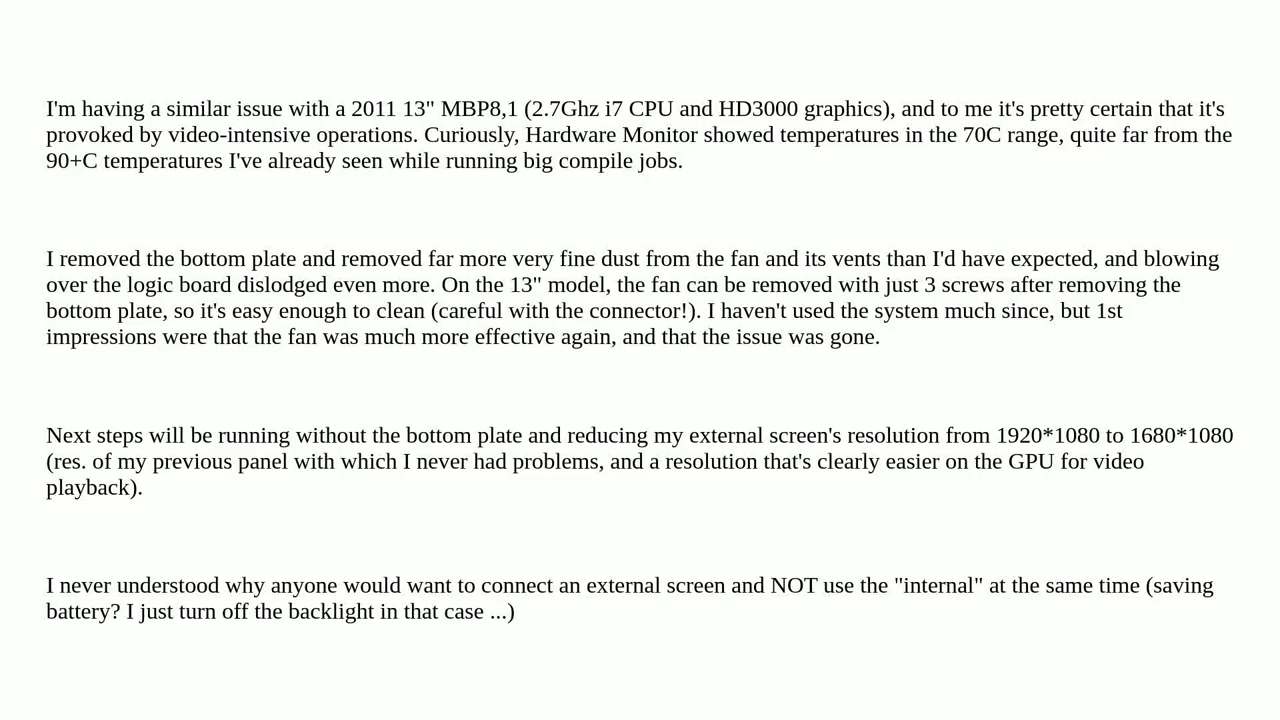 I'm having a similar issue with a 2011 13" MBP8,1 (2.7Ghz i7 CPU and HD3000 graphics), and to me it's pretty certain that it's
provoked by video-intensive operations. Curiously, Hardware Monitor showed temperatures in the 70C range, quite far from the
90+C temperatures I've already seen while running big compile jobs.
I removed the bottom plate and removed far more very fine dust from the fan and its vents than I'd have expected, and blowing
over the logic board dislodged even more. On the 13" model, the fan can be removed with just 3 screws after removing the
bottom plate, so it's easy enough to clean (careful with the connector!). I haven't used the system much since, but 1st
impressions were that the fan was much more effective again, and that the issue was gone.
Next steps will be running without the bottom plate and reducing my external screen's resolution from 1920*1080 to 1680*1080
(res. of my previous panel with which I never had problems, and a resolution that's clearly easier on the GPU for video
playback).
I never understood why anyone would want to connect an external screen and NOT use the "internal" at the same time (saving
battery? I just turn off the backlight in that case ...)